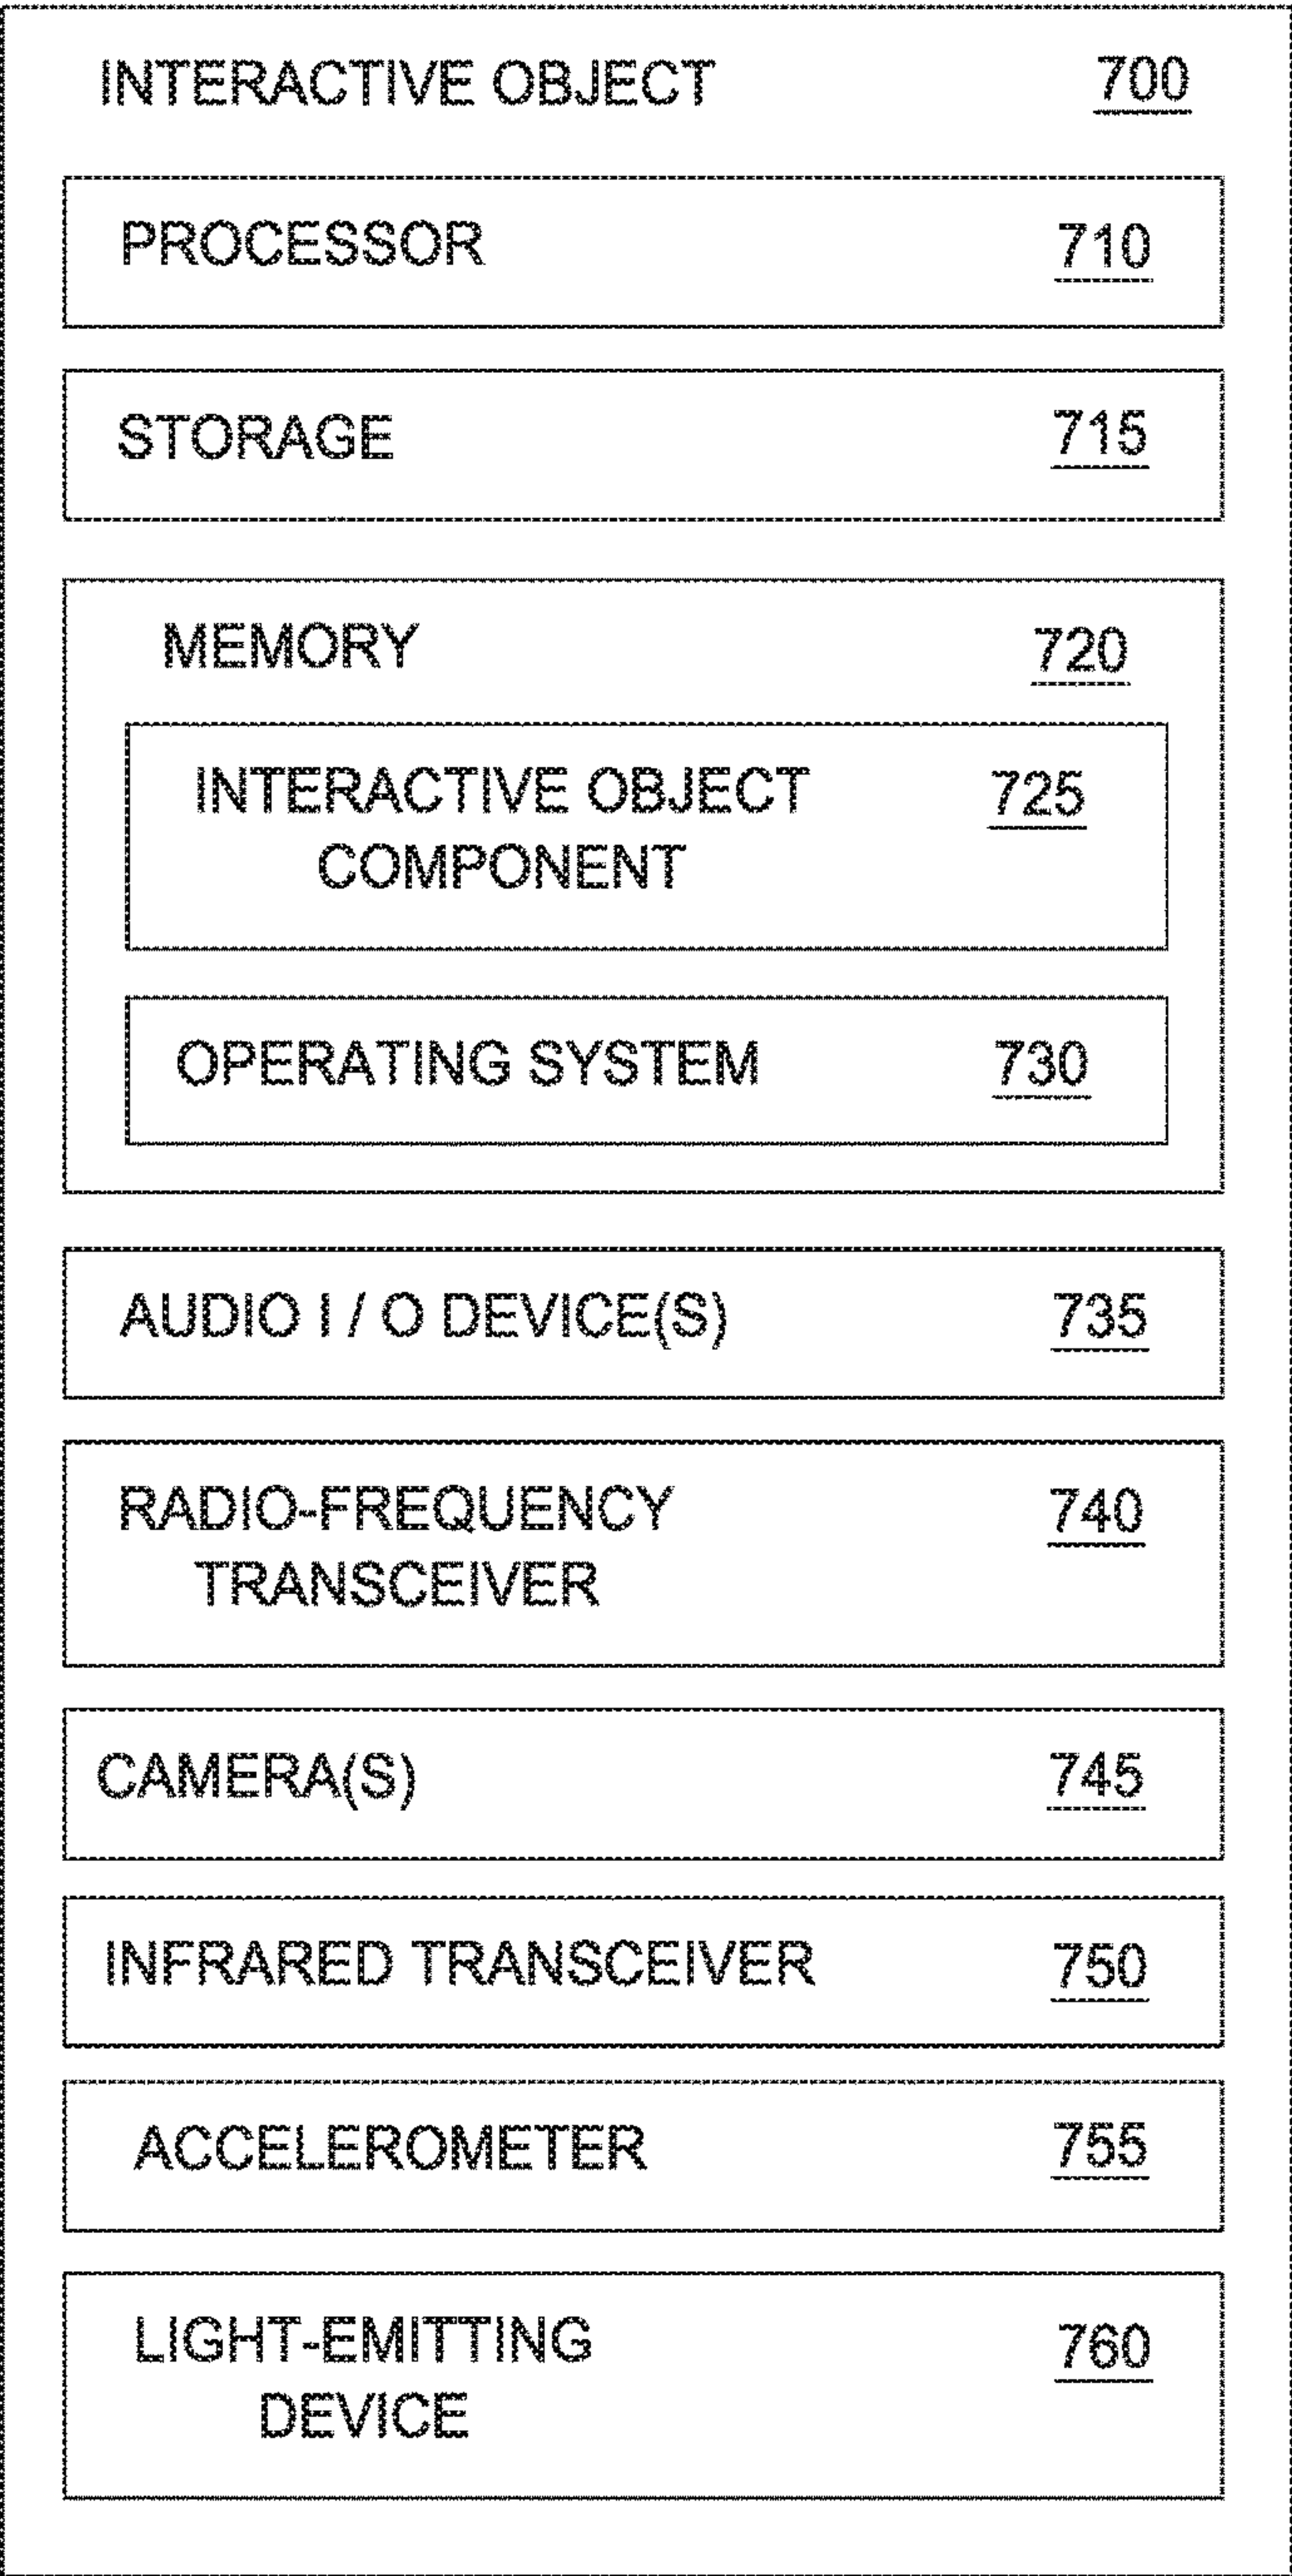 INTERACTIVE OBJECT 700
PROCESSOR 710
STORAGE 715
MEMORY 720
INTERACTIVE OBJECT 725
COMPONENT
OPERATING SYSTEM 730
AUDIO I / O DEVICE(S) 735
RADIO-FREQUENCY 740
TRANSCEIVER
CAMERA(S) 745
INFRARED TRANSCEIVER 750
ACCELEROMETER 755
LIGHT-EMITTING 760
DEVICE